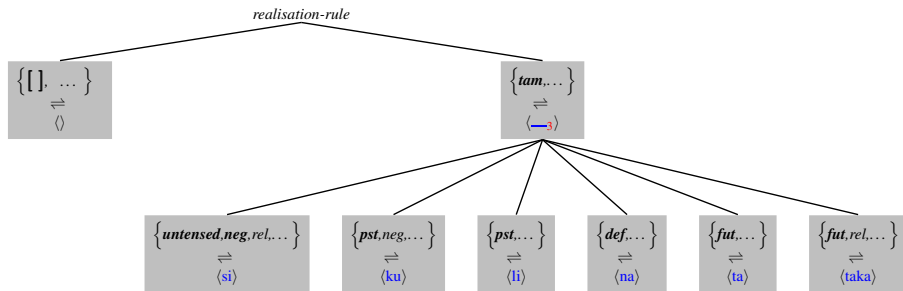 realisation-rule
{[ ], … }
⇌
⟨⟩
{tam,…}
⇌
⟨—3⟩
{untensed,neg,rel,…}
⇌
⟨si⟩
{pst,neg,…}
⇌
⟨ku⟩
{pst,…}
⇌
⟨li⟩
{def,…}
⇌
⟨na⟩
{fut,…}
⇌
⟨ta⟩
{fut,rel,…}
⇌
⟨taka⟩